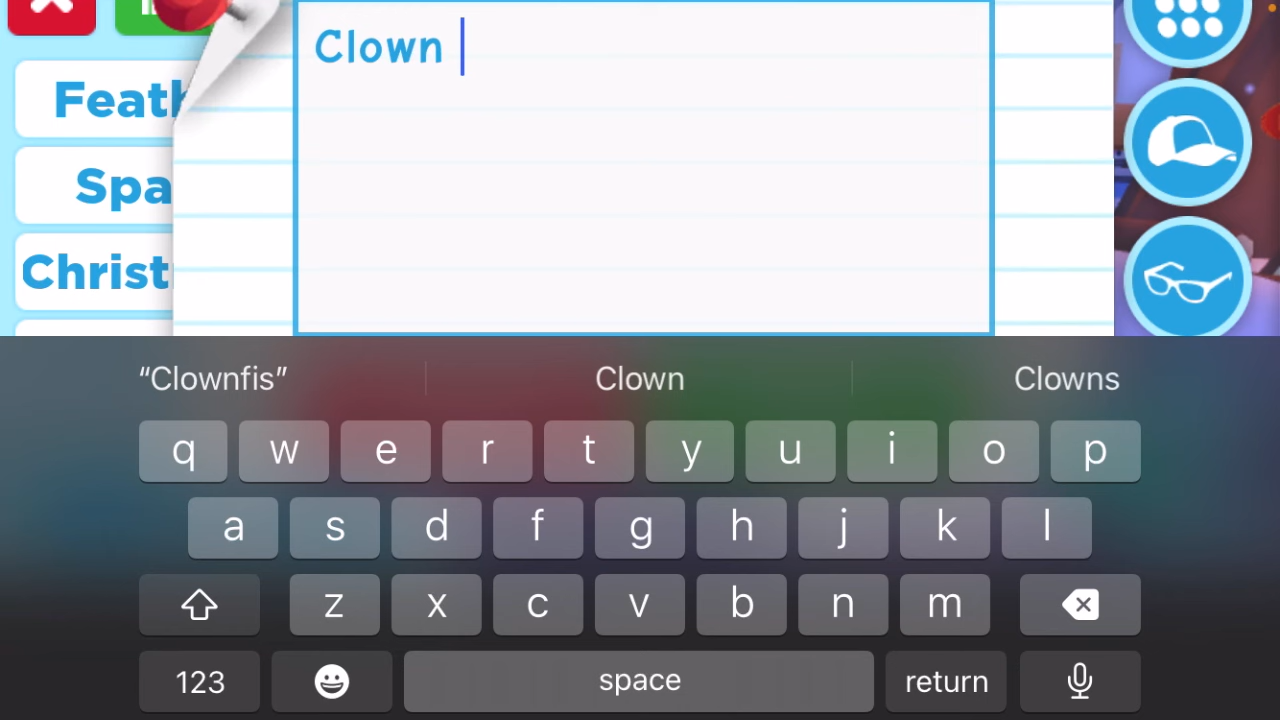 Clown
Feath
Spa
Christ
“Clownfis” Clown Clowns
q w e r t y u i o p
a s d f g h j k l
z x c v b n m
123 space return